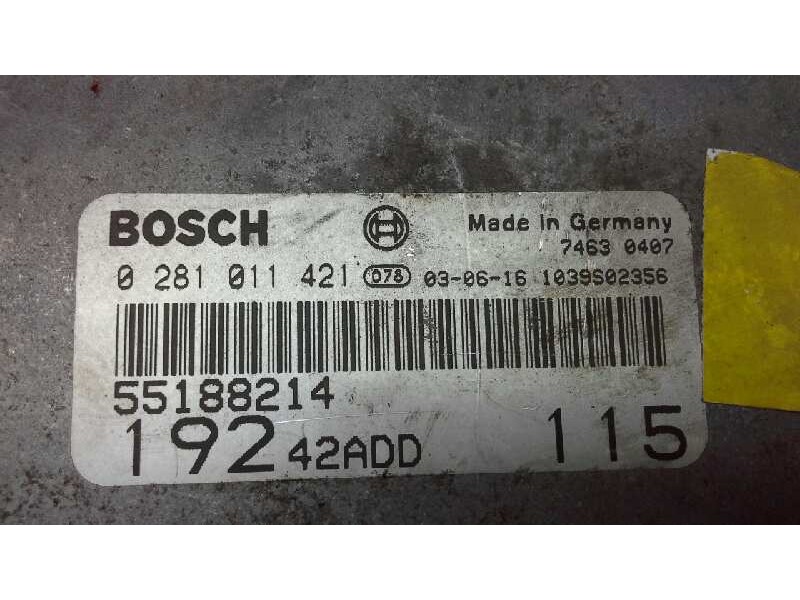 BOSCH Made in Germany
7463 0407
0 281 011 421 078 03-06-16 1039S02356
55188214
192 42ADD 115